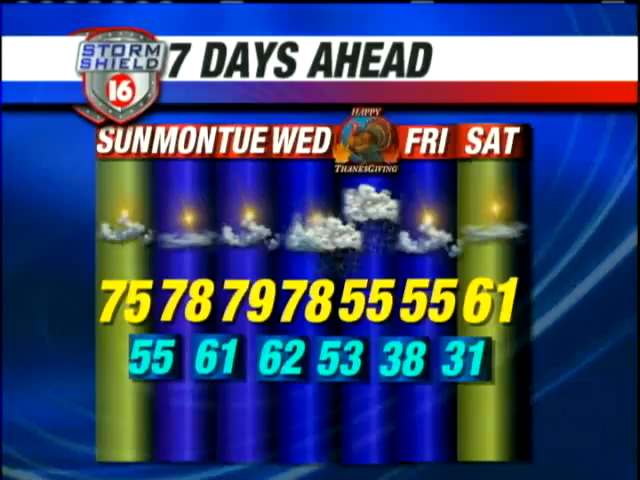 STORM
SHIELD
16
7 DAYS AHEAD
SUN MON TUE WED HAPPY THANKSGIVING FRI SAT
75 78 79 78 55 55 61
55 61 62 53 38 31